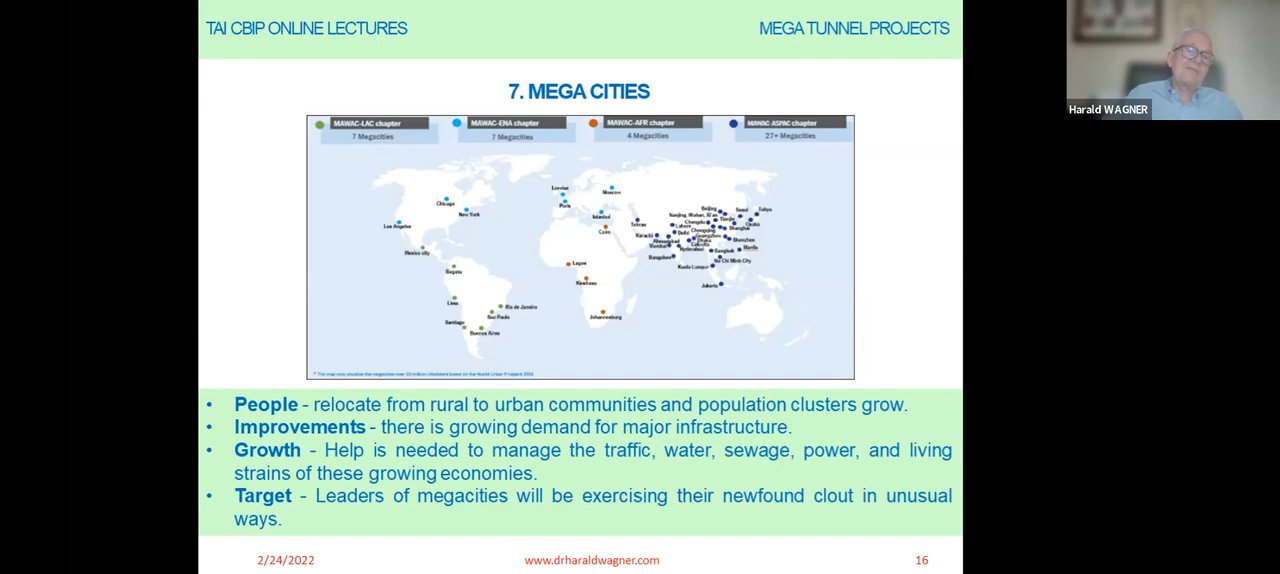 TAI CBIP ONLINE LECTURES
MEGA TUNNEL PROJECTS
Harald WAGNER
7. MEGA CITIES
MAWAC-LAC chapter
MAWAC-ENA chapter
MAWAC-AFR chapter
MAWAC-ASPAC chapter
7 Megacities
7 Megacities
4 Megacities
27+ Megacities
London
Moscow
Chicago
Paris
New York
Istanbul
Beijing
Seoul
Tokyo
Nanjing, Wuhan, Xi'an
Tianjin
Osaka
Los Angeles
Tehran
Lahore
Chengdu
Shanghai
Cairo
Delhi
Chongqing
Karachi
Guangzhou
Shenzhen
Ahmedabad
Dhaka
Mumbai
Calcutta
Manila
Mexico city
Hyderabad
Bangkok
Bangalore
Ho Chi Minh City
Lagos
Kuala Lumpur
Bogota
Kinshasa
Jakarta
Lima
Rio de Janeiro
Sao Paulo
Johannesburg
Santiago
Buenos Aires
• People - relocate from rural to urban communities and population clusters grow.
• Improvements - there is growing demand for major infrastructure.
• Growth - Help is needed to manage the traffic, water, sewage, power, and living
strains of these growing economies.
• Target - Leaders of megacities will be exercising their newfound clout in unusual
ways.
2/24/2022
www.drharaldwagner.com
16